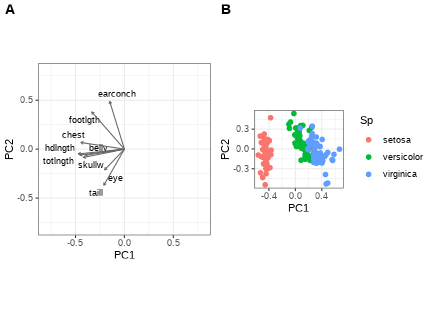 A
B
earconch
footlgth
chest
hdlngth
belly
totlngth
skullw
eye
tail
0.5
0.0
-0.5
-0.5
0.0
0.5
PC1
PC2
0.3
0.0
-0.3
-0.4
0.0
0.4
PC1
PC2
Sp
setosa
versicolor
virginica